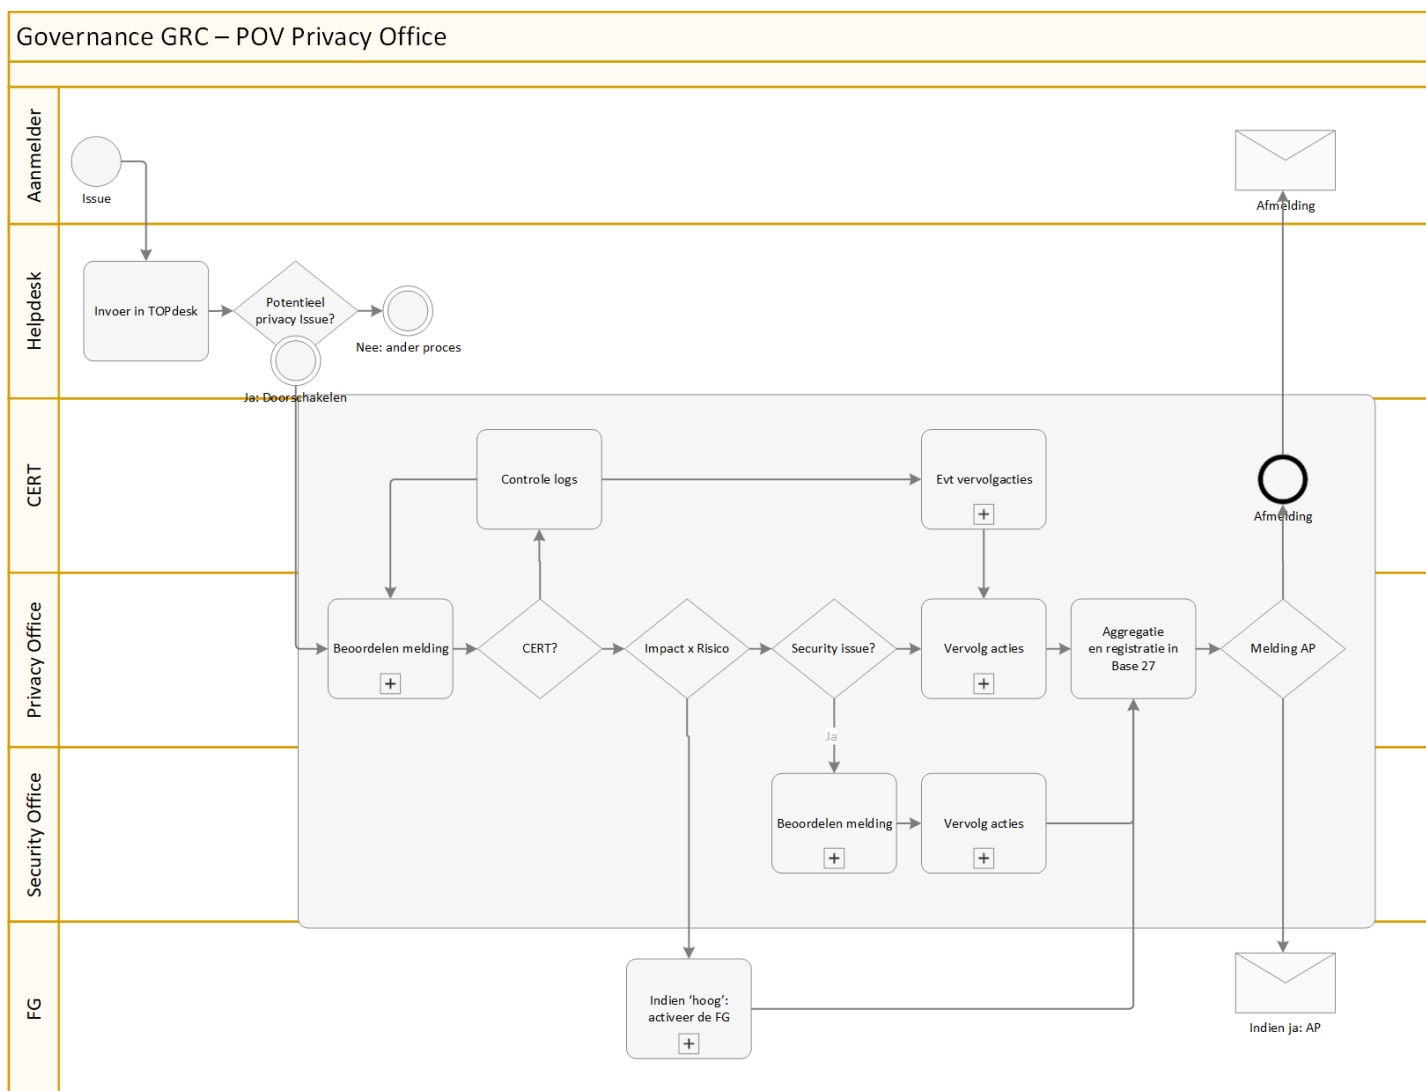 Governance GRC – POV Privacy Office
Aanmelder
Issue
Afmelding
Helpdesk
Invoer in TOPdesk
Potentieel
privacy Issue?
Nee: ander proces
Ja: Doorschakelen
CERT
Controle logs
Evt vervolgacties
Afmelding
Privacy Office
Beoordelen melding
CERT?
Impact x Risico
Security issue?
Vervolg acties
Aggregatie
en registratie in
Base 27
Melding AP
Ja
Security Office
Beoordelen melding
Vervolg acties
FG
Indien ‘hoog’:
activeer de FG
Indien ja: AP